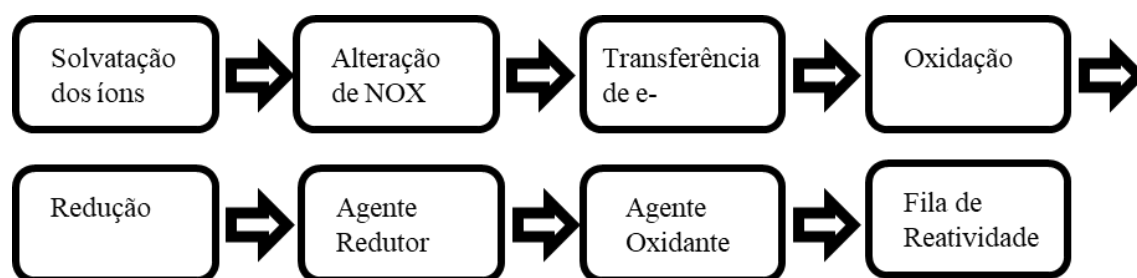 Solvatação
dos íons
Alteração
de NOX
Transferência
de e-
Oxidação
Redução
Agente
Redutor
Agente
Oxidante
Fila de
Reatividade